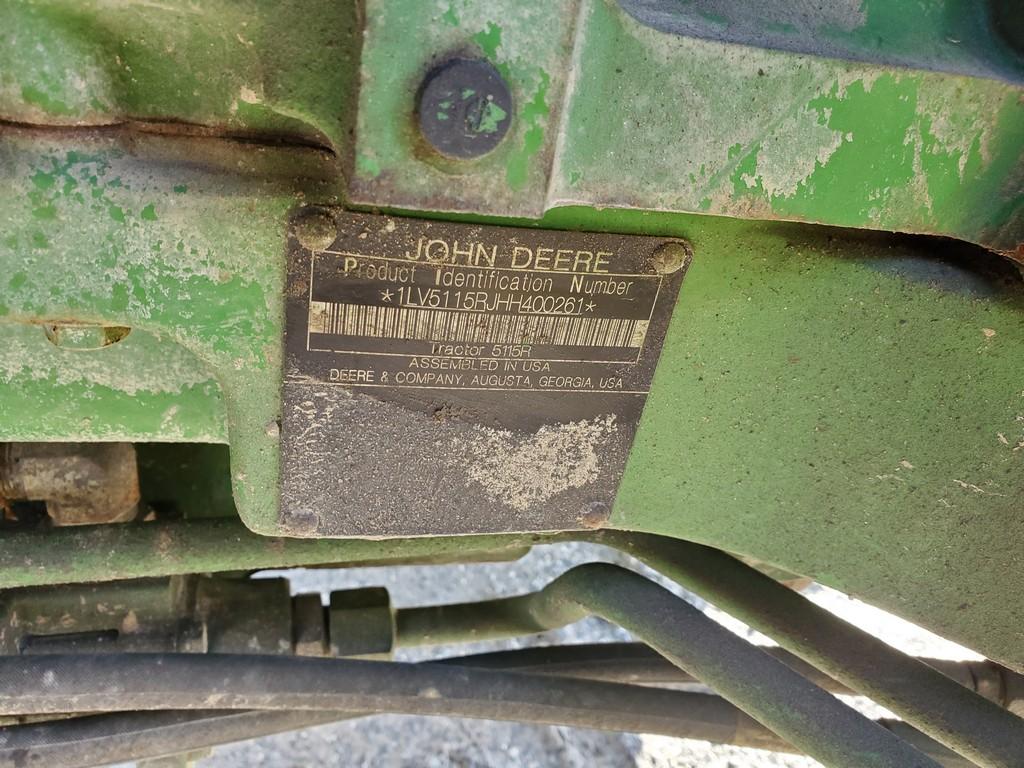 JOHN DEERE
Product Identification Number
*1LV5115RJHH400261*
Tractor 5115R
ASSEMBLED IN USA
DEERE & COMPANY, AUGUSTA, GEORGIA, USA